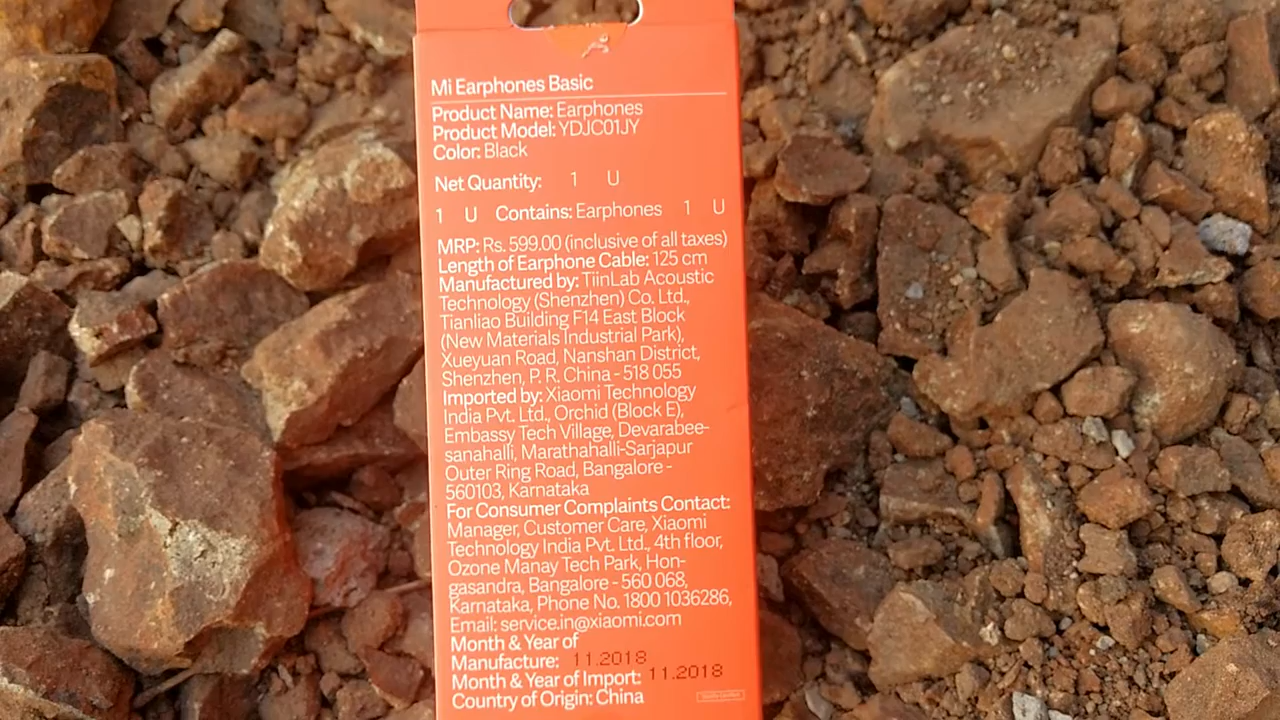 Mi Earphones Basic
Product Name: Earphones
Product Model: YDJC01JY
Color: Black
Net Quantity: 1 U
1 U Contains: Earphones 1 U
MRP: Rs. 599.00 (inclusive of all taxes)
Length of Earphone Cable: 125 cm
Manufactured by: TiinLab Acoustic
Technology (Shenzhen) Co. Ltd.,
Tianliao Building F14 East Block
(New Materials Industrial Park),
Xueyuan Road, Nanshan District,
Shenzhen, P. R. China - 518 055
Imported by: Xiaomi Technology
India Pvt. Ltd., Orchid (Block E),
Embassy Tech Village, Devarabee-
sanahalli, Marathahalli-Sarjapur
Outer Ring Road, Bangalore -
560103, Karnataka
For Consumer Complaints Contact:
Manager, Customer Care, Xiaomi
Technology India Pvt. Ltd., 4th floor,
Ozone Manay Tech Park, Hon-
gasandra, Bangalore - 560 068,
Karnataka, Phone No. 1800 1036286,
Email: service.in@xiaomi.com
Month & Year of
Manufacture: 11.2018
Month & Year of Import: 11.2018
Country of Origin: China